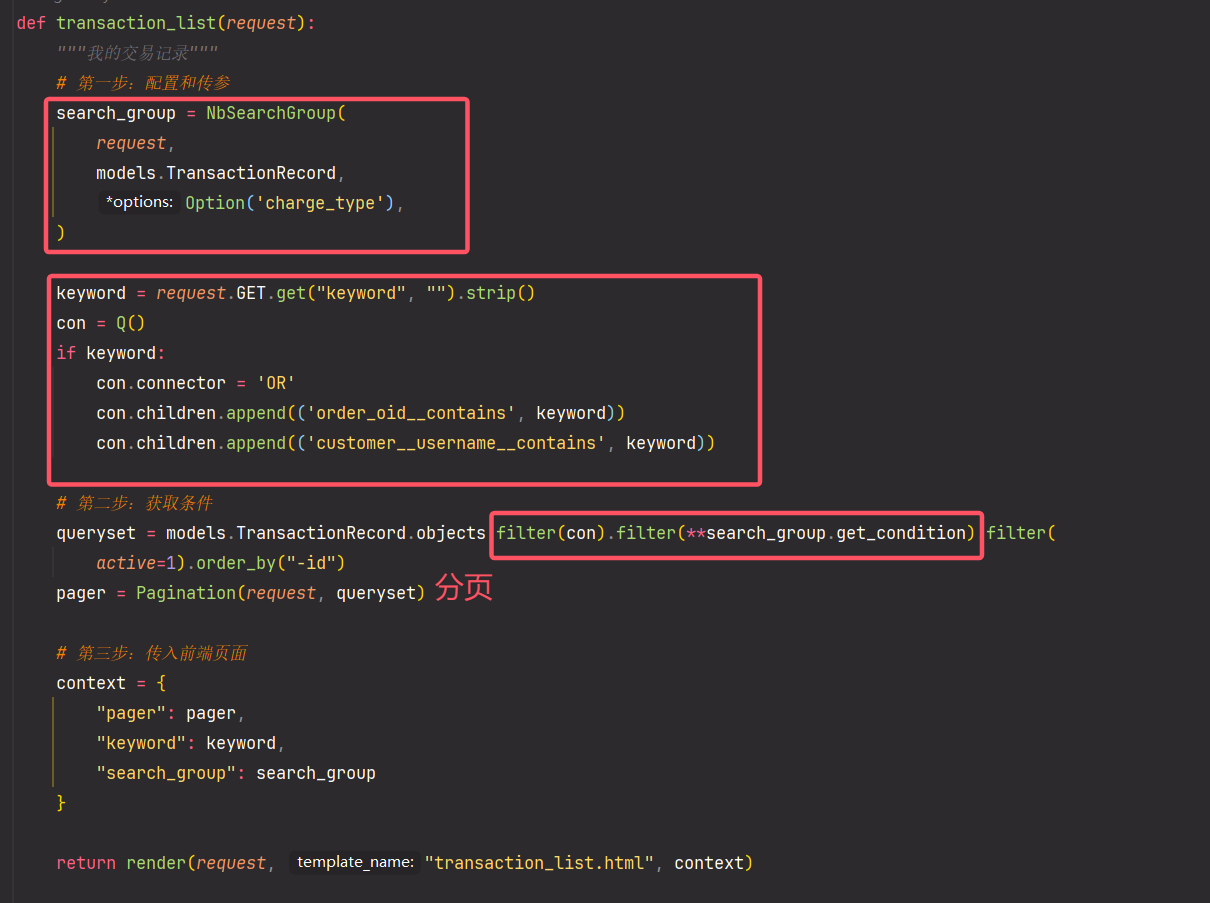 def transaction_list(request):
"""我的交易记录"""
# 第一步：配置和传参
search_group = NbSearchGroup(
request,
models.TransactionRecord,
*options: Option('charge_type'),
)
keyword = request.GET.get("keyword", "").strip()
con = Q()
if keyword:
con.connector = 'OR'
con.children.append(('order_oid__contains', keyword))
con.children.append(('customer__username__contains', keyword))
# 第二步：获取条件
queryset = models.TransactionRecord.objects filter(con).filter(**search_group.get_condition) filter(
active=1).order_by("-id")
pager = Pagination(request, queryset) 分页
# 第三步：传入前端页面
context = {
"pager": pager,
"keyword": keyword,
"search_group": search_group
}
return render(request, template_name: "transaction_list.html", context)